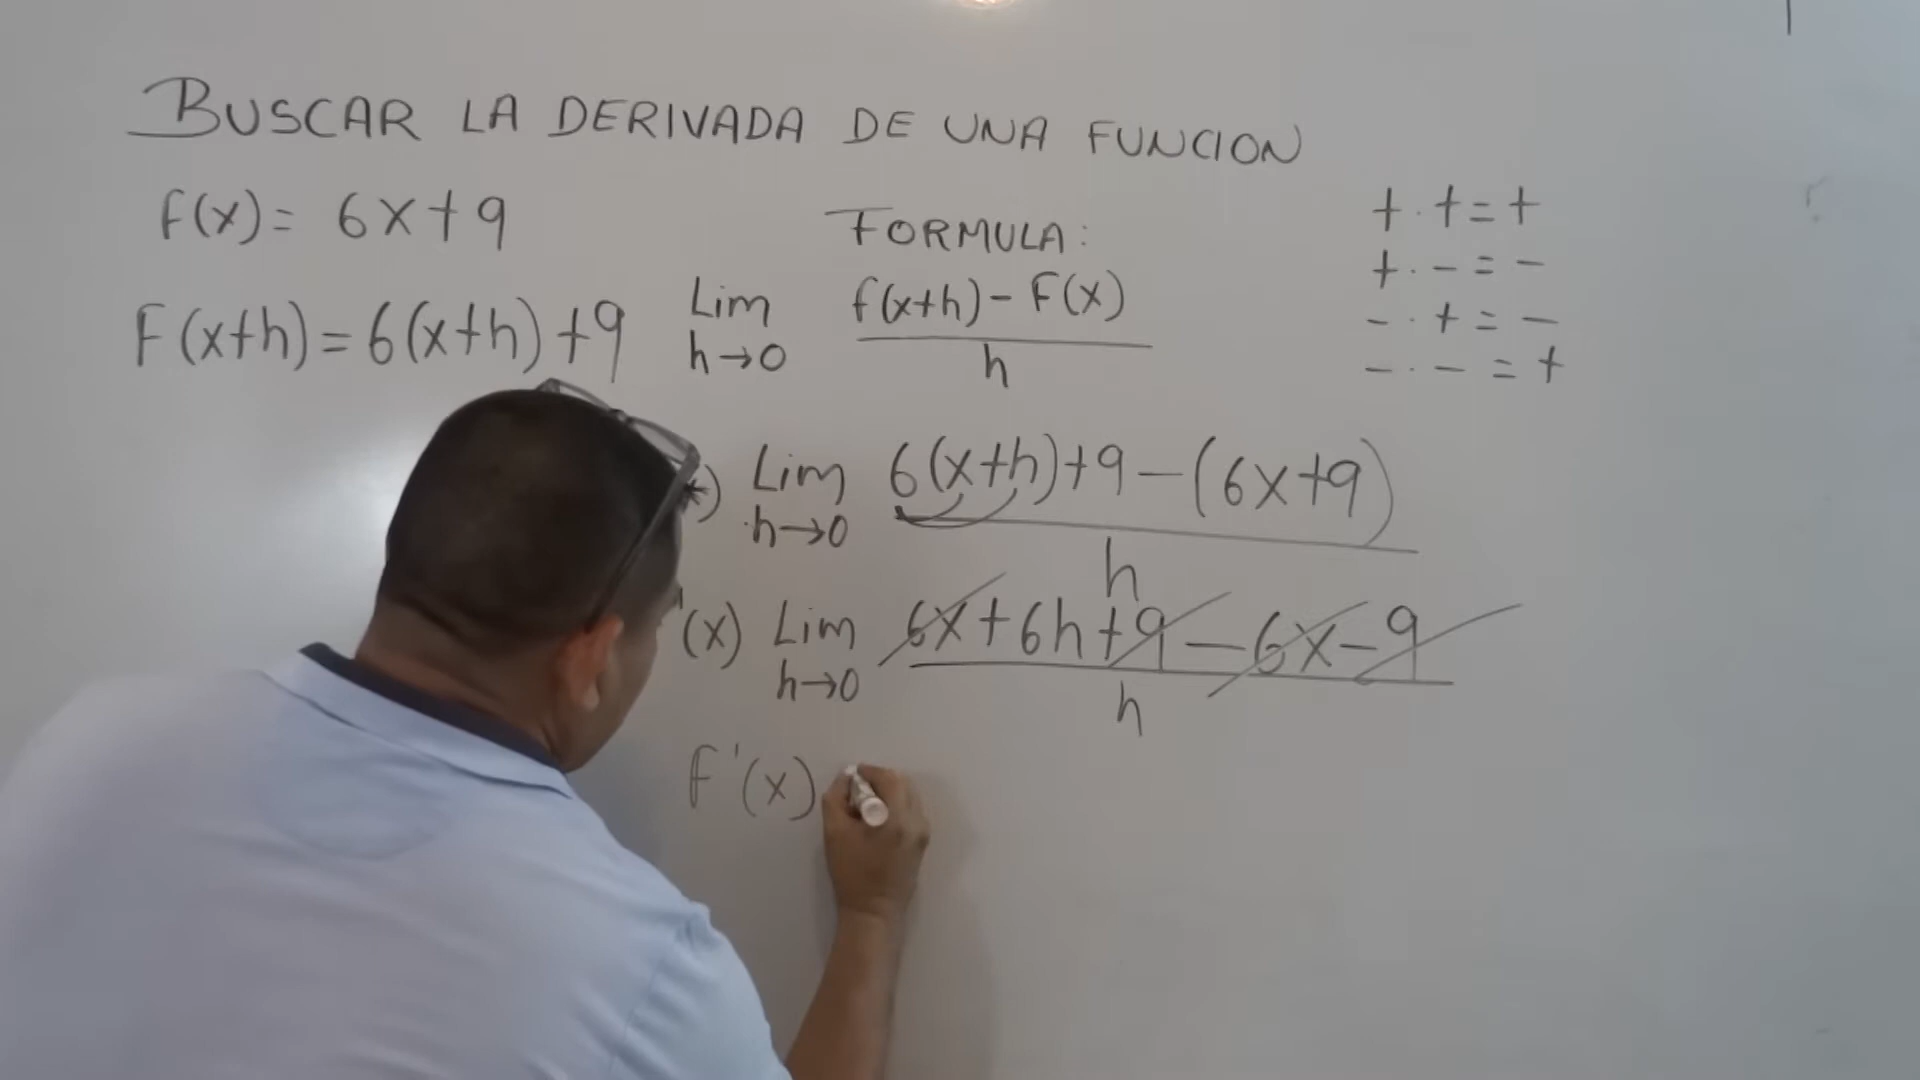 BUSCAR LA DERIVADA DE UNA FUNCION
f(x)= 6x+9
F(x+h)=6(x+h)+9
FORMULA:
Lim f(x+h)-F(x)
h→0 h
+ · + = +
+ · - = -
- · + = -
- · - = +
x) Lim 6(x+h)+9-(6x+9)
h→0 h
'(x) Lim 6x+6h+9-6x-9
h→0 h
F'(x)